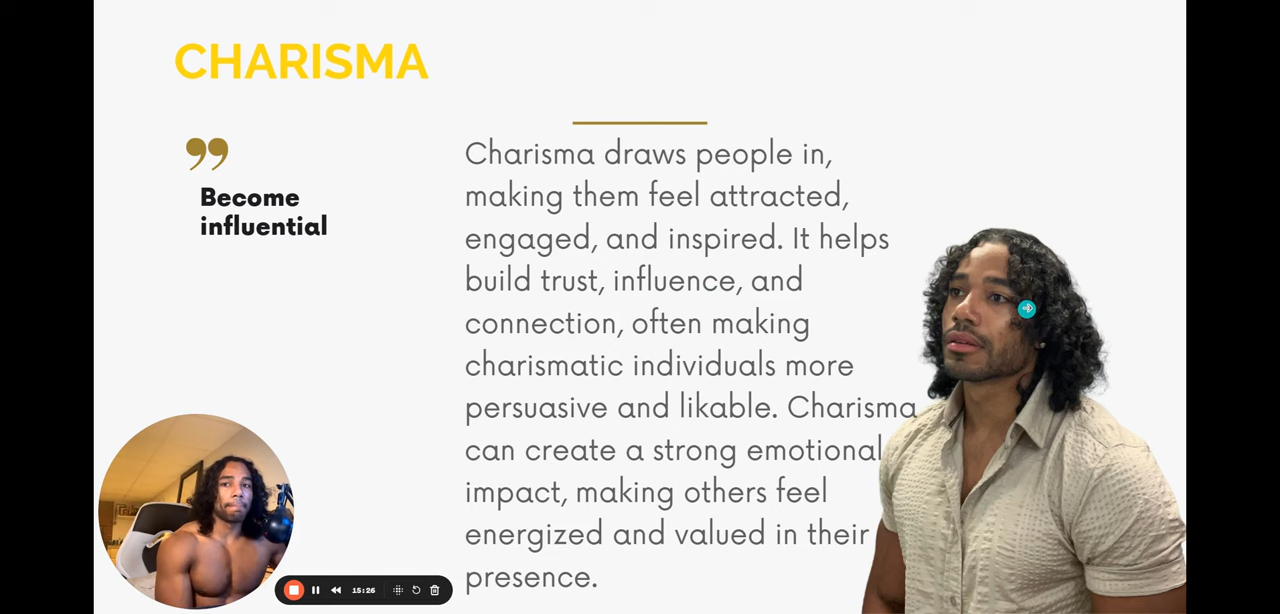 CHARISMA
Become
influential
Charisma draws people in,
making them feel attracted,
engaged, and inspired. It helps
build trust, influence, and
connection, often making
charismatic individuals more
persuasive and likable. Charisma
can create a strong emotional
impact, making others feel
energized and valued in their
presence.
15:26